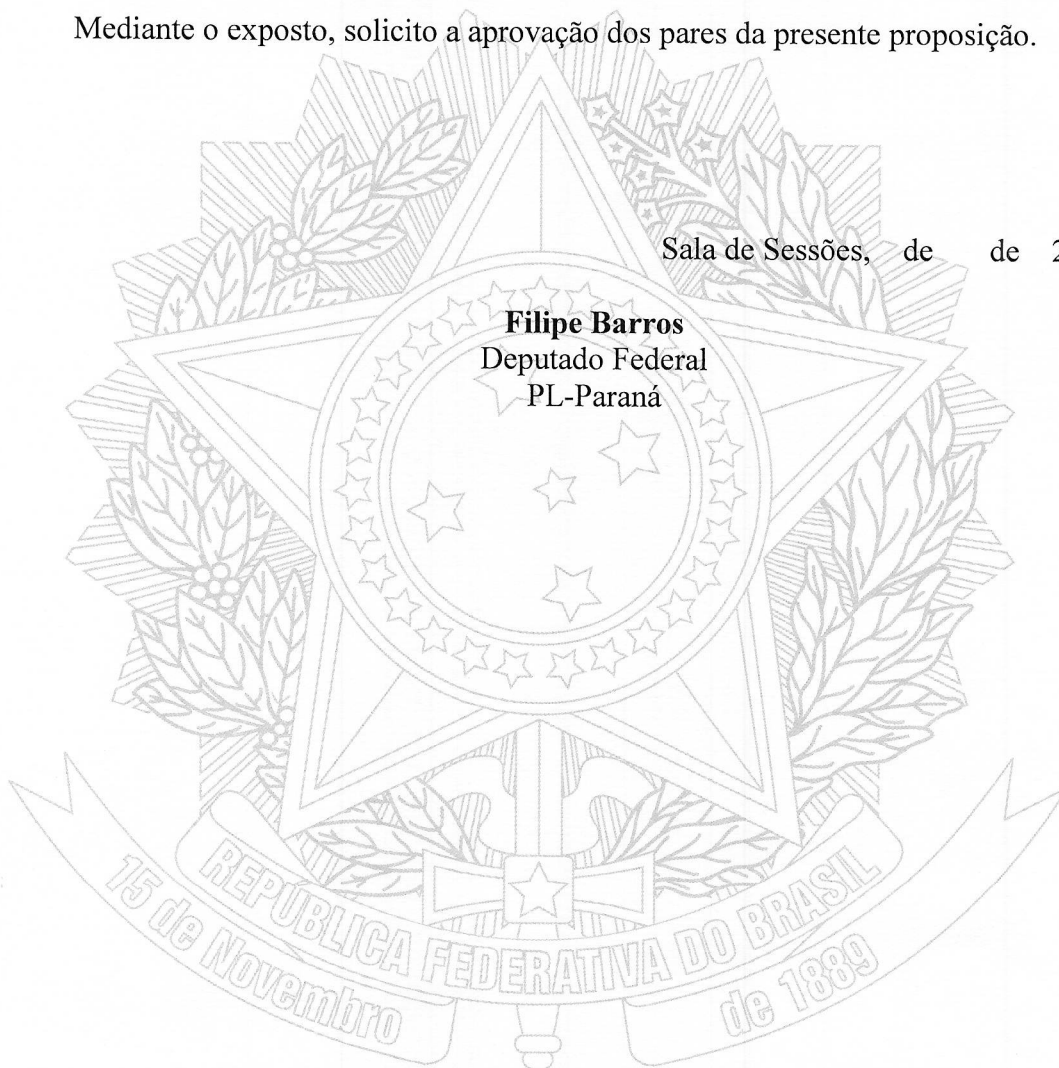 Mediante o exposto, solicito a aprovação dos pares da presente proposição.
Sala de Sessões, de de 2
Filipe Barros
Deputado Federal
PL-Paraná
REPÚBLICA FEDERATIVA DO BRASIL
15 de Novembro de 1889